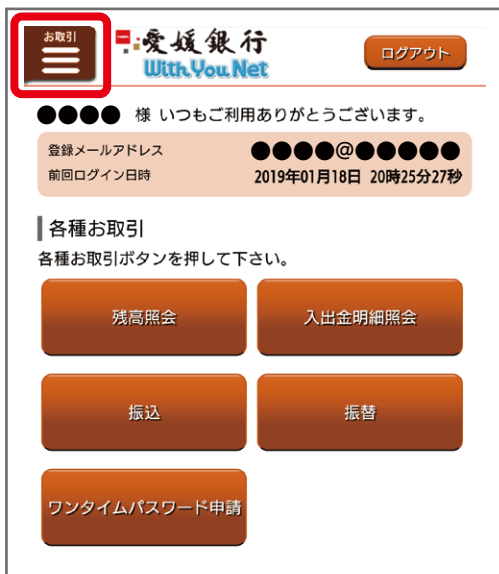 お取引
愛媛銀行
With You Net
ログアウト
●●●● 様 いつもご利用ありがとうございます。
登録メールアドレス ●●●●@●●●●●
前回ログイン日時 2019年01月18日 20時25分27秒
各種お取引
各種お取引ボタンを押して下さい。
残高照会 入出金明細照会
振込 振替
ワンタイムパスワード申請